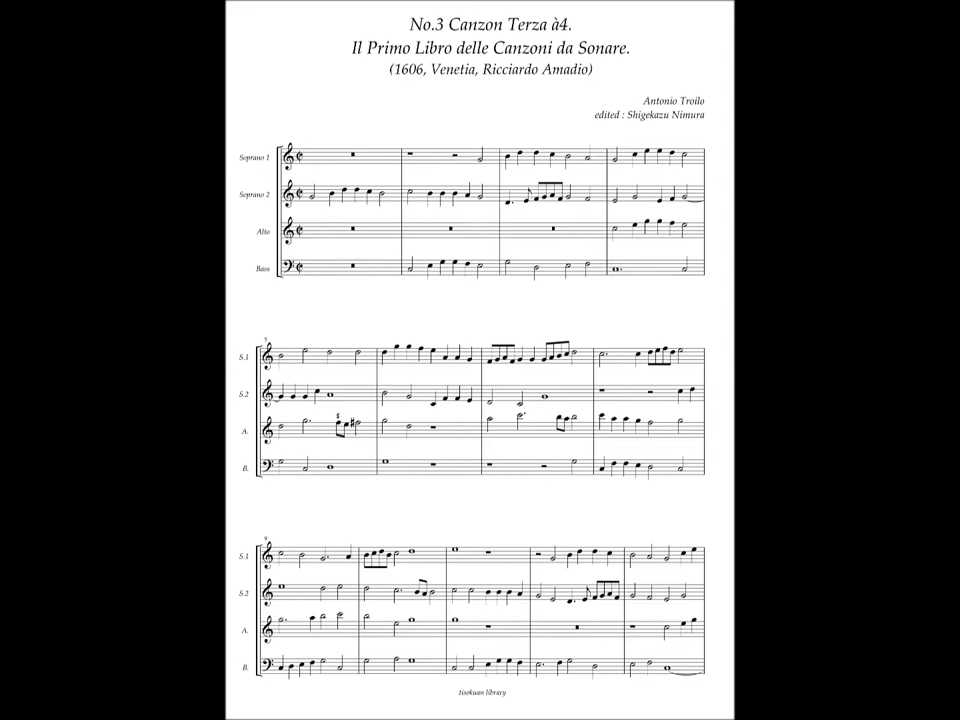 No.3 Canzon Terza à4.
Il Primo Libro delle Canzoni da Sonare.
(1606, Venetia, Ricciardo Amadio)
Antonio Troilo
edited : Shigekazu Nimura
Soprano 1
Soprano 2
Alto
Bass
5
S.1
S.2
A.
B.
9
S.1
S.2
A.
B.
tisokuan library